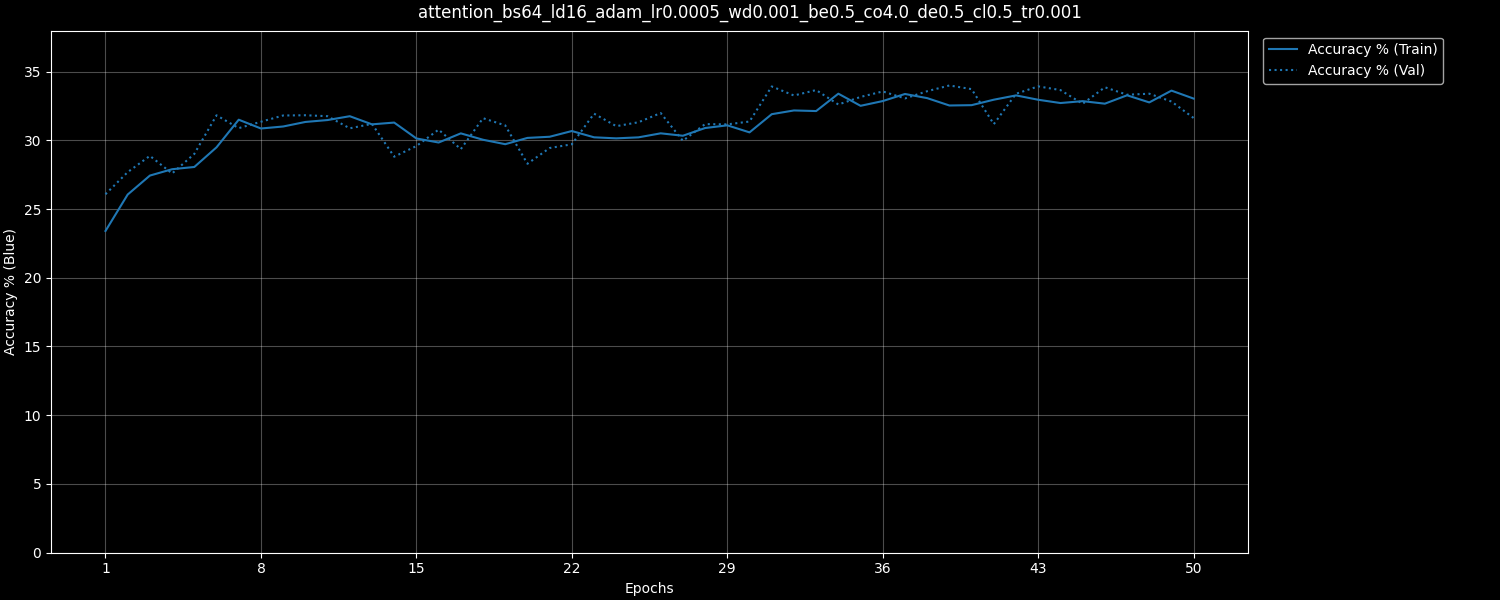 attention_bs64_ld16_adam_lr0.0005_wd0.001_be0.5_co4.0_de0.5_cl0.5_tr0.001
Accuracy % (Train)
Accuracy % (Val)
Accuracy % (Blue)
35
30
25
20
15
10
5
0
1 8 15 22 29 36 43 50
Epochs